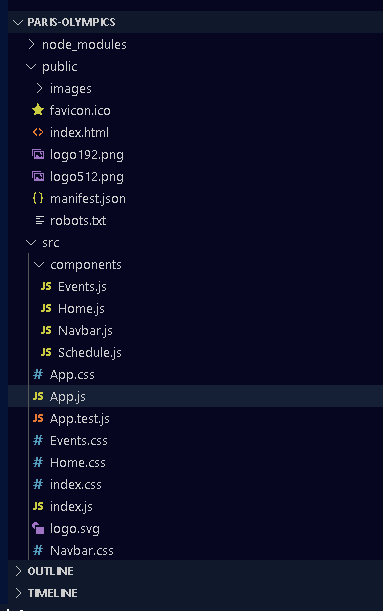 PARIS-OLYMPICS
node_modules
public
images
favicon.ico
<> index.html
logo192.png
logo512.png
{} manifest.json
robots.txt
src
components
JS Events.js
JS Home.js
JS Navbar.js
JS Schedule.js
# App.css
JS App.js
JS App.test.js
# Events.css
# Home.css
# index.css
JS index.js
logo.svg
# Navbar.css
OUTLINE
TIMELINE